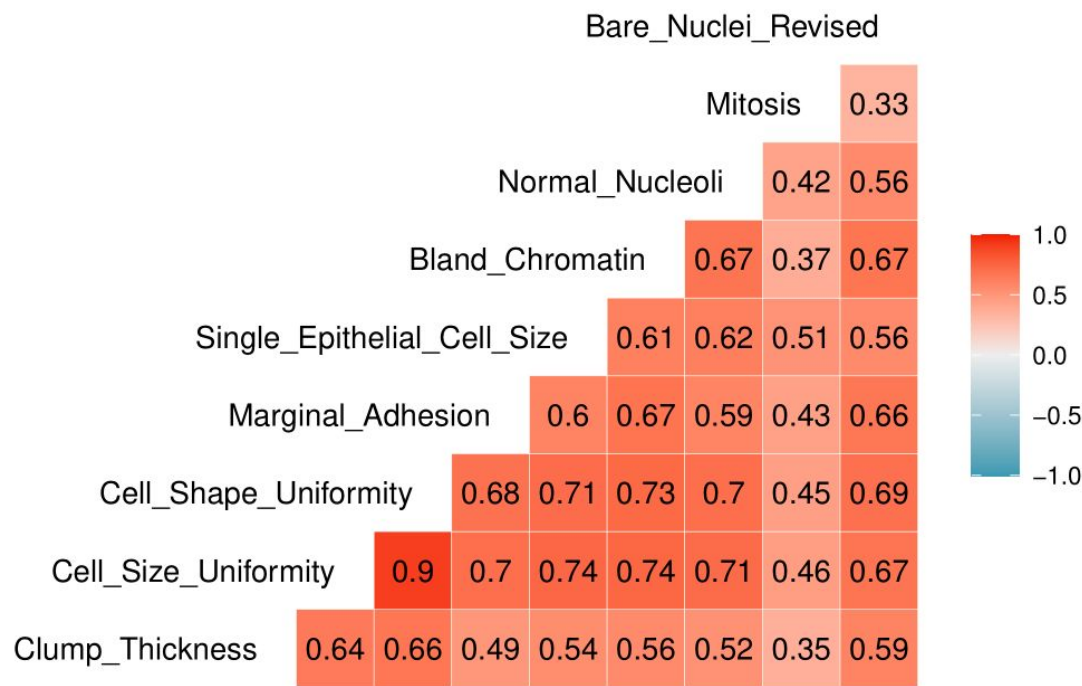 Bare_Nuclei_Revised
Mitosis 0.33
Normal_Nucleoli 0.42 0.56
Bland_Chromatin 0.67 0.37 0.67
Single_Epithelial_Cell_Size 0.61 0.62 0.51 0.56
Marginal_Adhesion 0.6 0.67 0.59 0.43 0.66
Cell_Shape_Uniformity 0.68 0.71 0.73 0.7 0.45 0.69
Cell_Size_Uniformity 0.9 0.7 0.74 0.74 0.71 0.46 0.67
Clump_Thickness 0.64 0.66 0.49 0.54 0.56 0.52 0.35 0.59
1.0
0.5
0.0
−0.5
−1.0